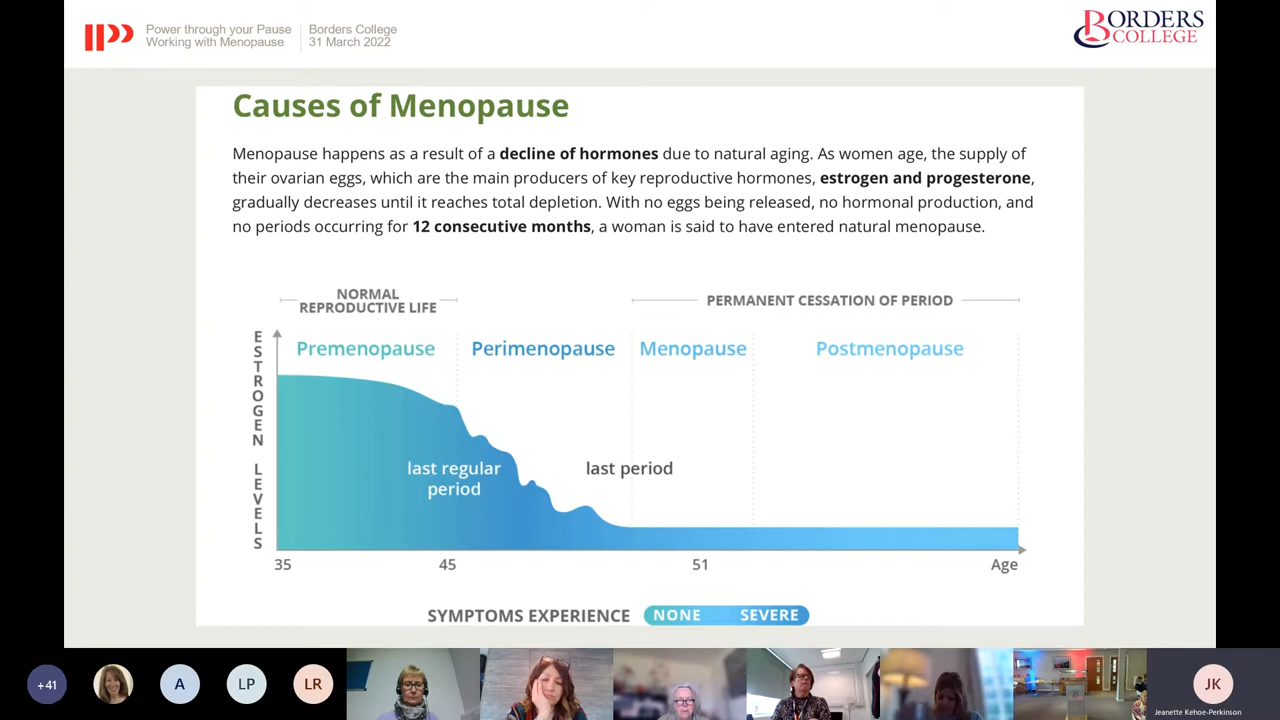 Power through your Pause
Working with Menopause
Borders College
31 March 2022
BORDERS
COLLEGE
Causes of Menopause
Menopause happens as a result of a decline of hormones due to natural aging. As women age, the supply of
their ovarian eggs, which are the main producers of key reproductive hormones, estrogen and progesterone,
gradually decreases until it reaches total depletion. With no eggs being released, no hormonal production, and
no periods occurring for 12 consecutive months, a woman is said to have entered natural menopause.
NORMAL
REPRODUCTIVE LIFE
PERMANENT CESSATION OF PERIOD
ESTROGEN LEVELS
Premenopause
Perimenopause
Menopause
Postmenopause
last regular
period
last period
35
45
51
Age
SYMPTOMS EXPERIENCE
NONE
SEVERE
+41
A
LP
LR
JK
Jeanette Kehoe-Perkinson